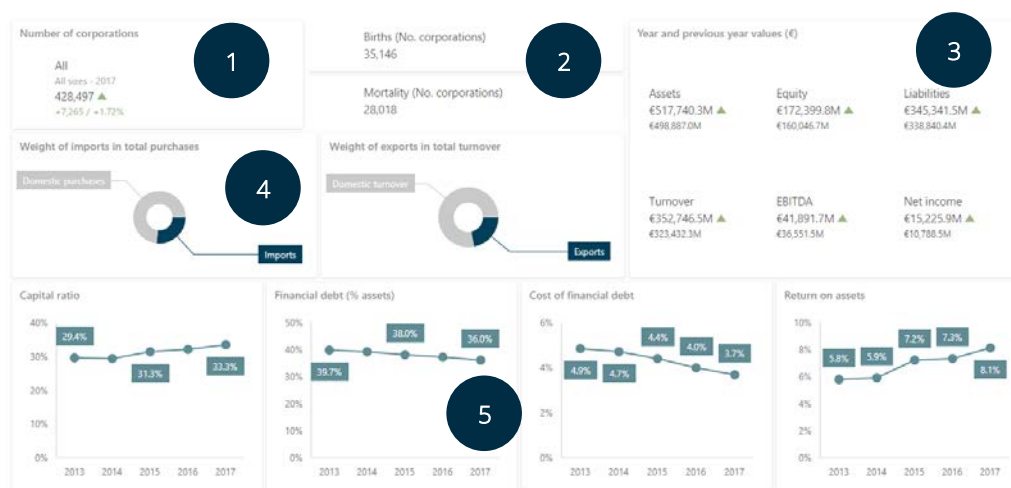 Number of corporations
All
All sizes - 2017
428,497
+7,265 / +1.72%
1
Births (No. corporations)
35,146
Mortality (No. corporations)
28,018
2
Year and previous year values (€)
3
Assets
€517,740.3M
€498,887.0M
Equity
€172,399.8M
€160,046.7M
Liabilities
€345,341.5M
€338,840.4M
Turnover
€352,746.5M
€323,432.3M
EBITDA
€41,891.7M
€36,551.5M
Net income
€15,225.9M
€10,788.5M
Weight of imports in total purchases
Domestic purchases
Imports
4
Weight of exports in total turnover
Domestic turnover
Exports
Capital ratio
40%
30%
20%
10%
0%
29.4%
31.3%
33.3%
2013 2014 2015 2016 2017
Financial debt (% assets)
50%
40%
30%
20%
10%
0%
39.7%
38.0%
36.0%
2013 2014 2015 2016 2017
5
Cost of financial debt
6%
4%
2%
0%
4.9%
4.7%
4.4%
4.0%
3.7%
2013 2014 2015 2016 2017
Return on assets
10%
8%
6%
4%
2%
0%
5.8%
5.9%
7.2%
7.3%
8.1%
2013 2014 2015 2016 2017